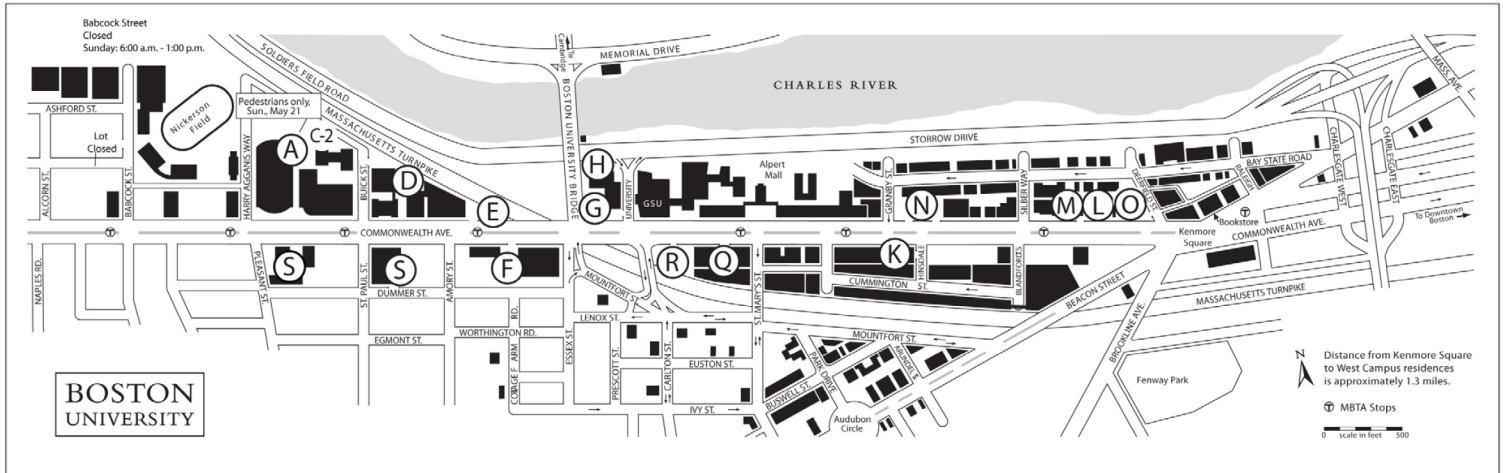 Babcock Street
Closed
Sunday: 6:00 a.m. - 1:00 p.m.
SOLDIERS FIELD ROAD
MASSACHUSETTS TURNPIKE
To
Cambridge
BOSTON UNIVERSITY BRIDGE
MEMORIAL DRIVE
CHARLES RIVER
STORROW DRIVE
MASS. AVE.
CHARLESGATE WEST
CHARLESGATE EAST
ASHFORD ST.
Nickerson
Field
Pedestrians only,
Sun., May 21
Lot
Closed
A
C-2
D
E
H
G
UNIVERSITY
GSU
Alpert
Mall
GRANBY ST.
N
SILBER WAY
M
L
O
DEERFIELD ST.
BAY STATE ROAD
RALEIGH
Bookstore
Kenmore
Square
COMMONWEALTH AVE.
To Downtown
Boston
ALCORN ST.
BABCOCK ST.
HARRY AGGANIS WAY
BUICK ST.
T
T
T
COMMONWEALTH AVE.
T
T
T
T
T
NAPLES RD.
PLEASANT ST.
S
ST. PAUL ST.
S
DUMMER ST.
AMORY ST.
F
MOUNTFORT ST.
R
Q
ST. MARY'S ST.
K
HINSDALE
CUMMINGTON
ST.
BLANDFORD ST.
BEACON STREET
MASSACHUSETTS TURNPIKE
BROOKLINE AVE.
LENOX ST.
WORTHINGTON RD.
EGMONT ST.
ESSEX ST.
PRESCOTT ST.
CARLTON ST.
EUSTON ST.
IVY ST.
MOUNTFORT ST.
PARK DRIVE
BUSWELL ST.
Audubon
Circle
Fenway Park
BOSTON
UNIVERSITY
N
Distance from Kenmore Square
to West Campus residences
is approximately 1.3 miles.
T MBTA Stops
0 scale in feet 500